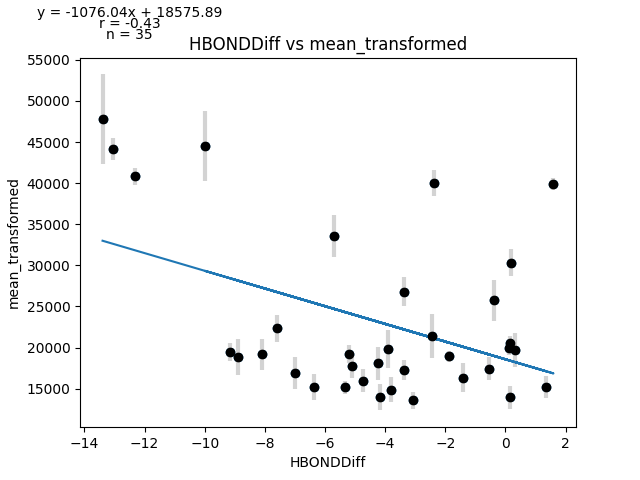 y = -1076.04x + 18575.89
r = -0.43
n = 35
HBONDDiff vs mean_transformed
55000
50000
45000
40000
35000
30000
25000
20000
15000
mean_transformed
−14 −12 −10 −8 −6 −4 −2 0 2
HBONDDiff